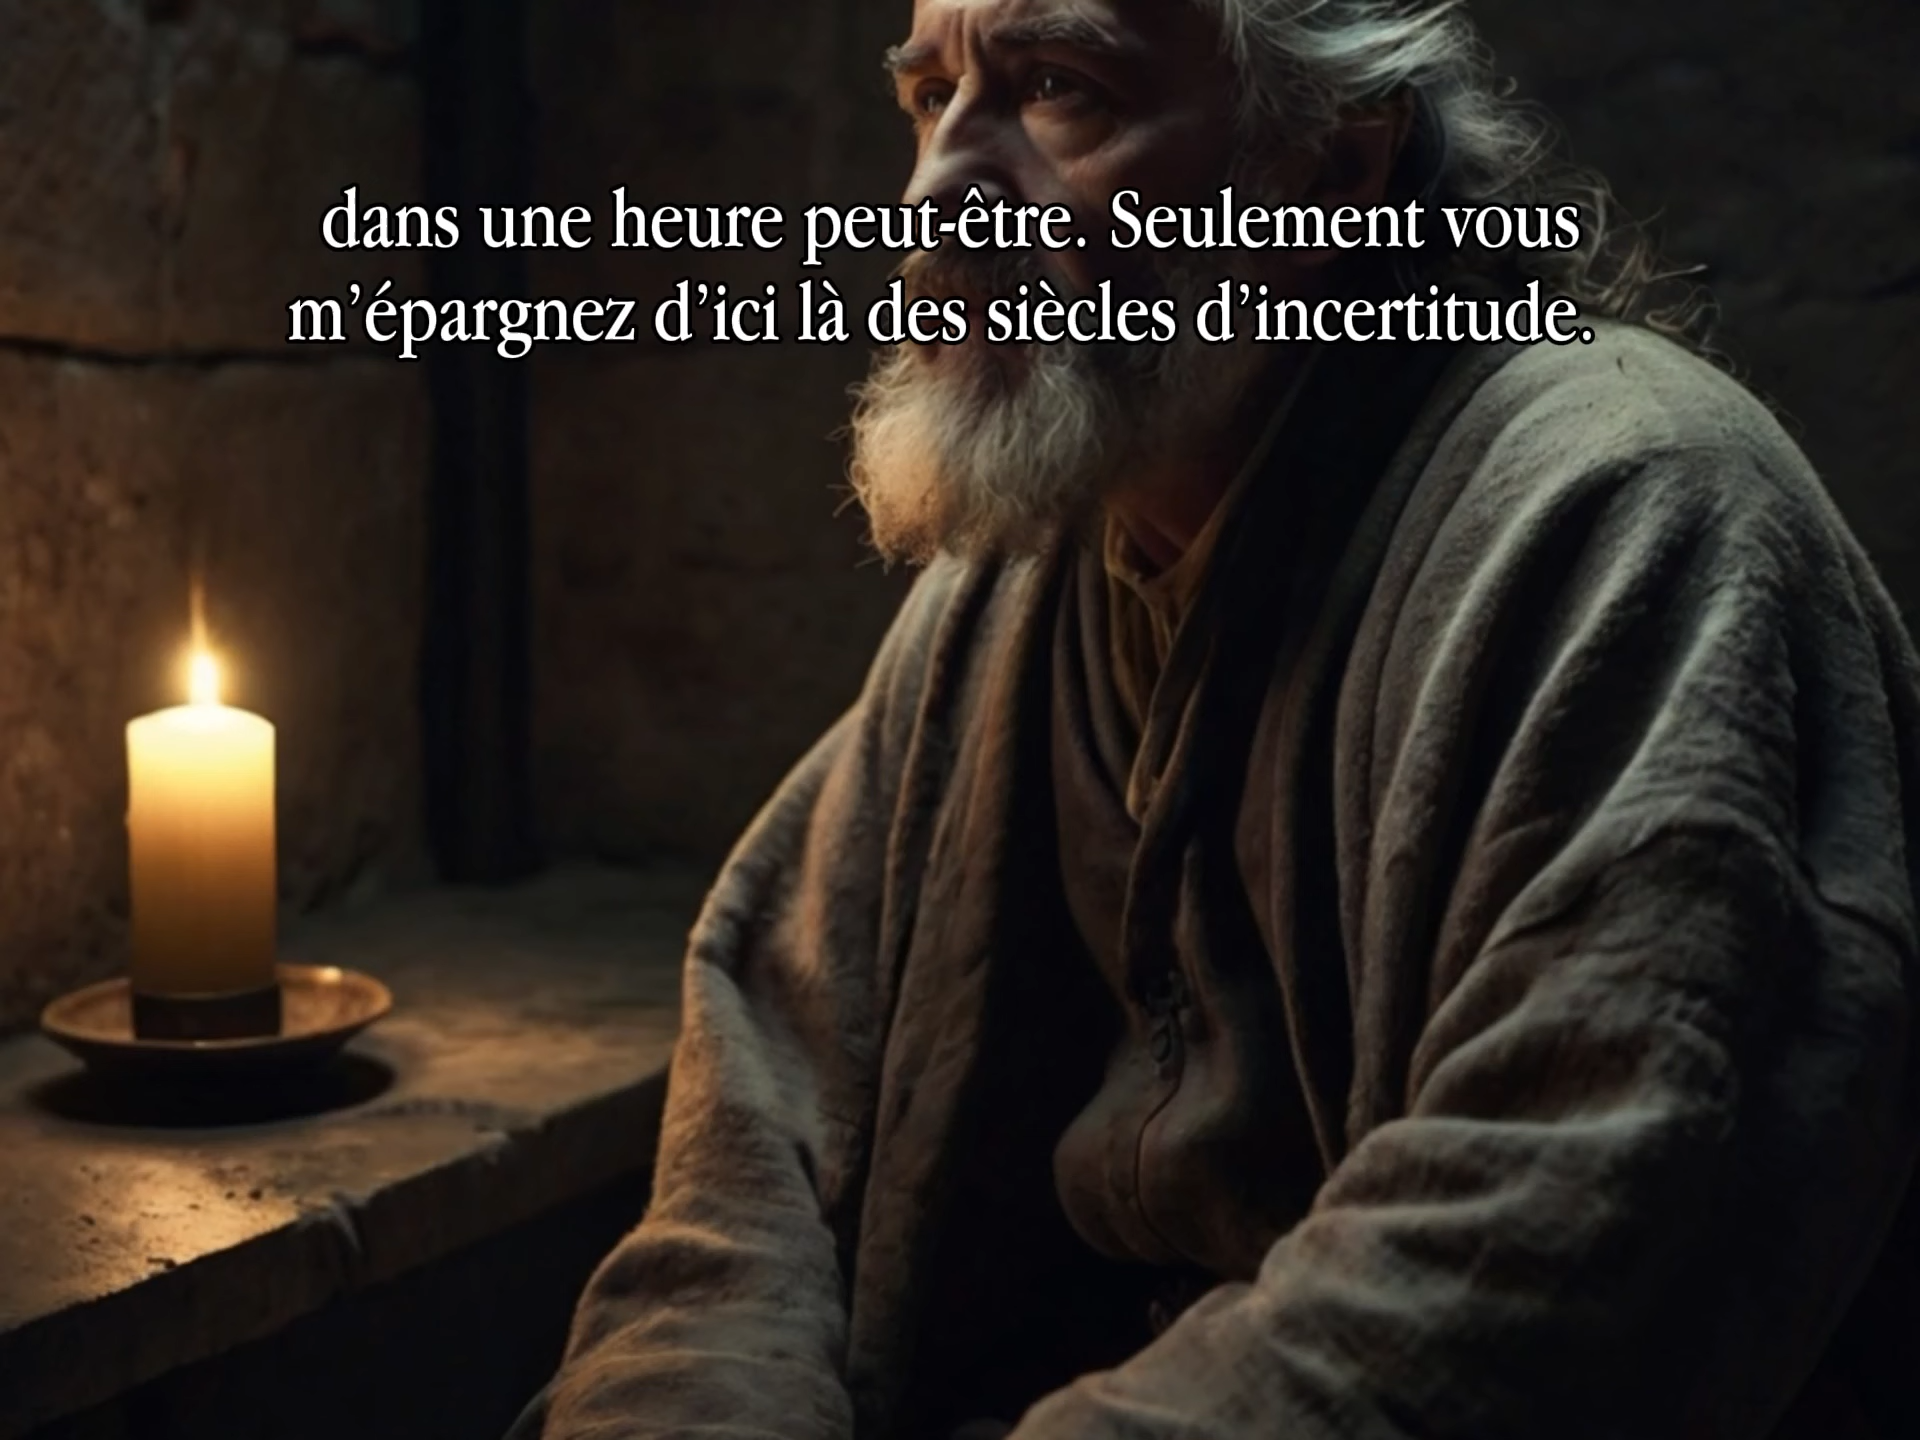 dans une heure peut-être. Seulement vous
m’épargnez d’ici là des siècles d’incertitude.